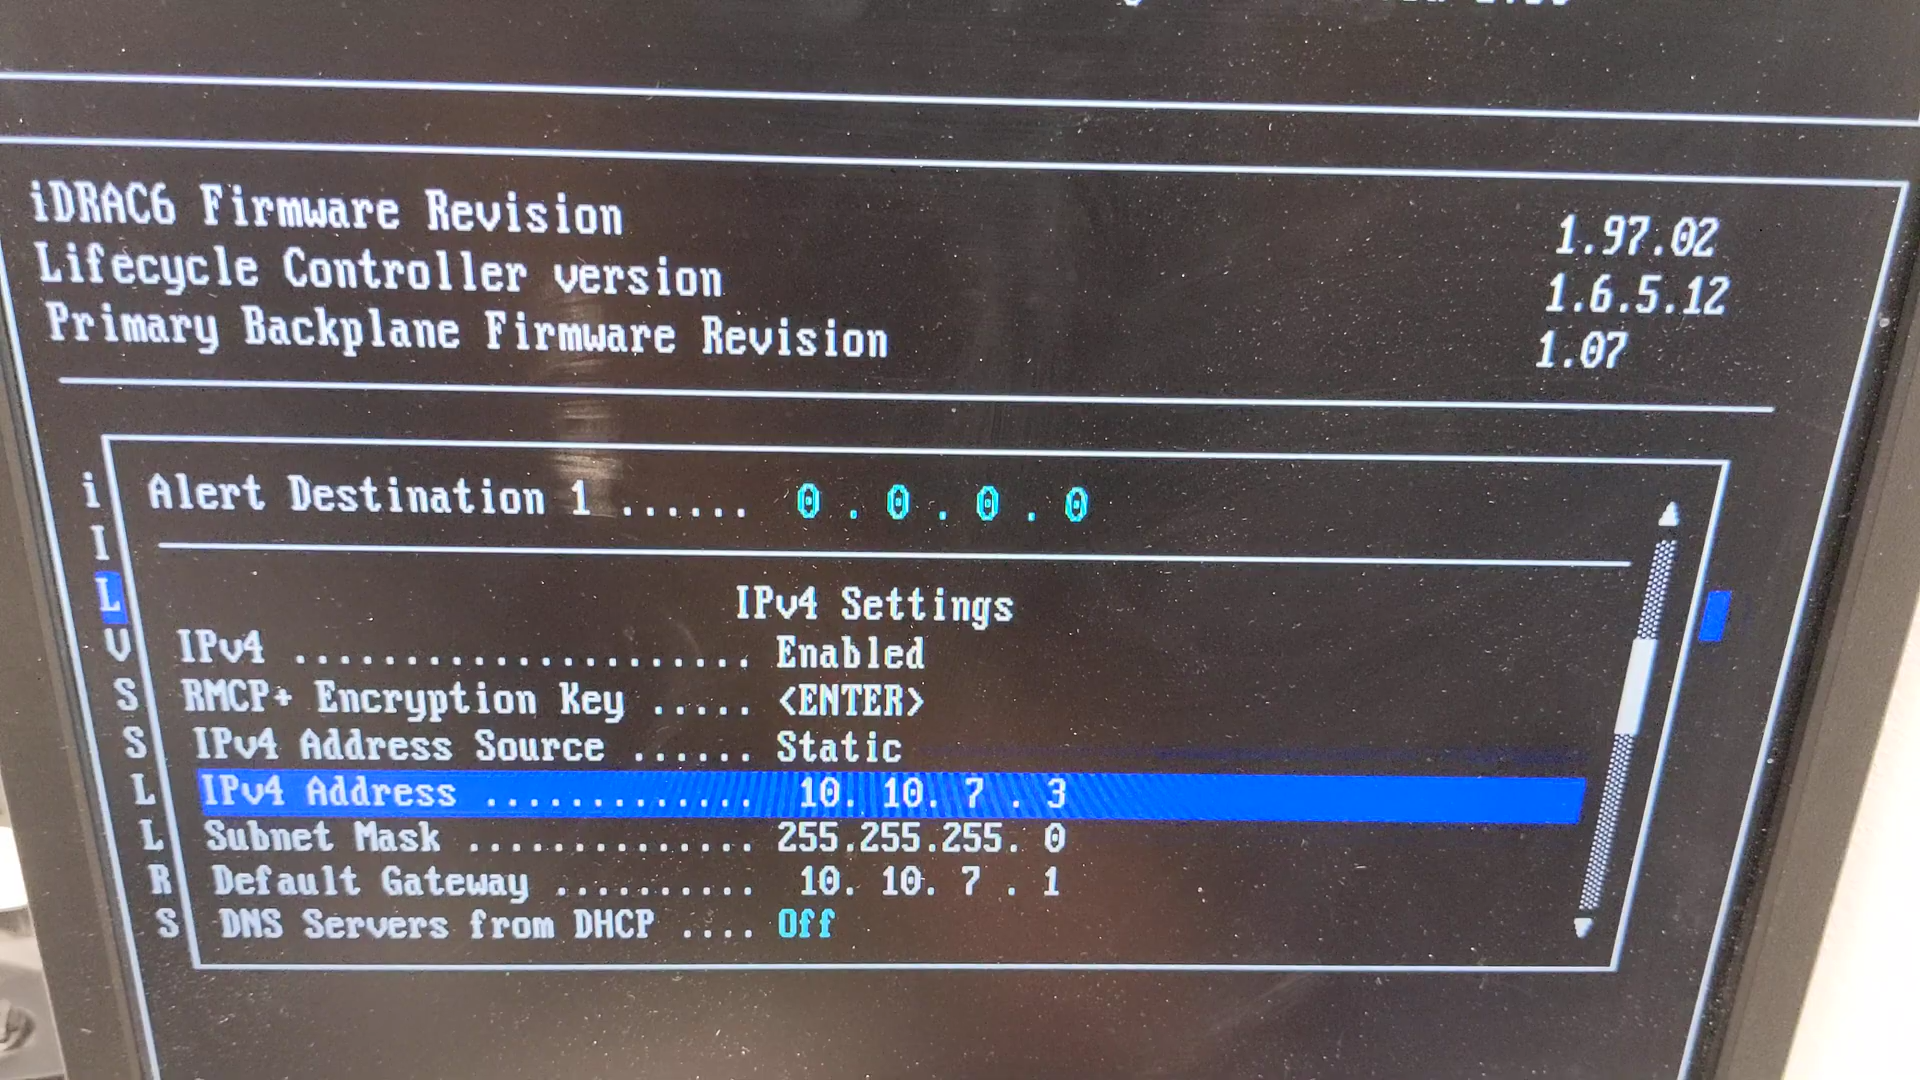 iDRAC6 Firmware Revision 1.97.02
Lifecycle Controller version 1.6.5.12
Primary Backplane Firmware Revision 1.07
i Alert Destination 1 ...... 0 . 0 . 0 . 0
I
L IPv4 Settings
V IPv4 ...................... Enabled
S RMCP+ Encryption Key ..... <ENTER>
S IPv4 Address Source ...... Static
L IPv4 Address ............. 10. 10. 7 . 3
L Subnet Mask .............. 255.255.255. 0
R Default Gateway .......... 10. 10. 7 . 1
S DNS Servers from DHCP .... Off